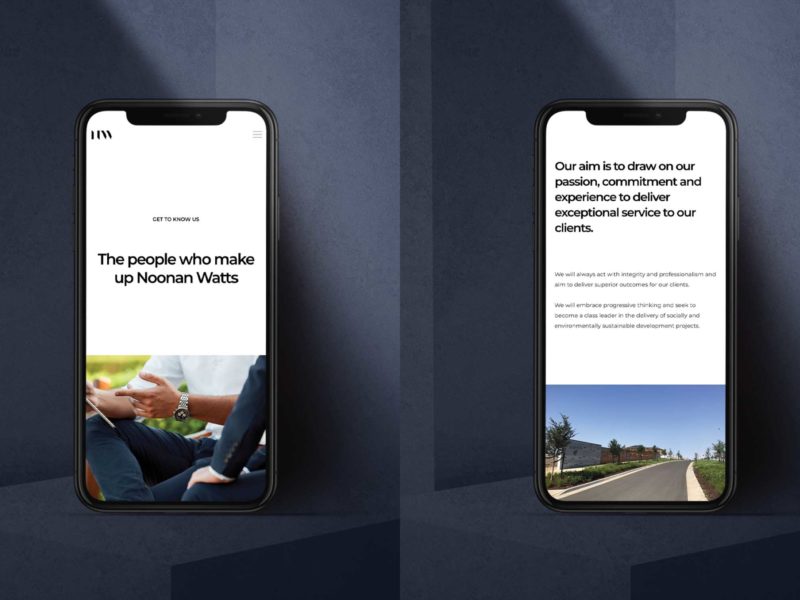 NW
GET TO KNOW US
The people who make
up Noonan Watts
Our aim is to draw on our
passion, commitment and
experience to deliver
exceptional service to our
clients.
We will always act with integrity and professionalism and
aim to deliver superior outcomes for our clients.
We will embrace progressive thinking and seek to
become a class leader in the delivery of socially and
environmentally sustainable development projects.